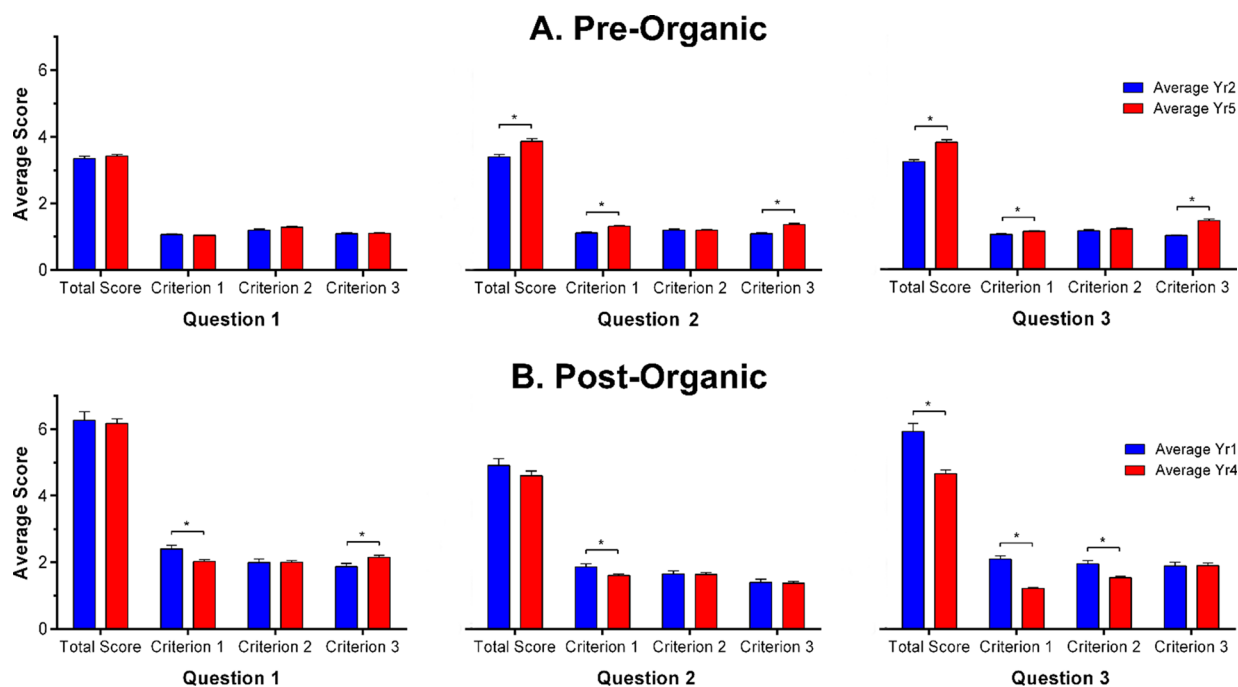 A. Pre-Organic
Average Score
6
4
2
0
Total Score Criterion 1 Criterion 2 Criterion 3
Question 1
*
*
*
Total Score Criterion 1 Criterion 2 Criterion 3
Question 2
Average Yr2
Average Yr5
*
*
*
Total Score Criterion 1 Criterion 2 Criterion 3
Question 3
B. Post-Organic
Average Score
6
4
2
0
*
*
Total Score Criterion 1 Criterion 2 Criterion 3
Question 1
*
Total Score Criterion 1 Criterion 2 Criterion 3
Question 2
Average Yr1
Average Yr4
*
*
*
Total Score Criterion 1 Criterion 2 Criterion 3
Question 3